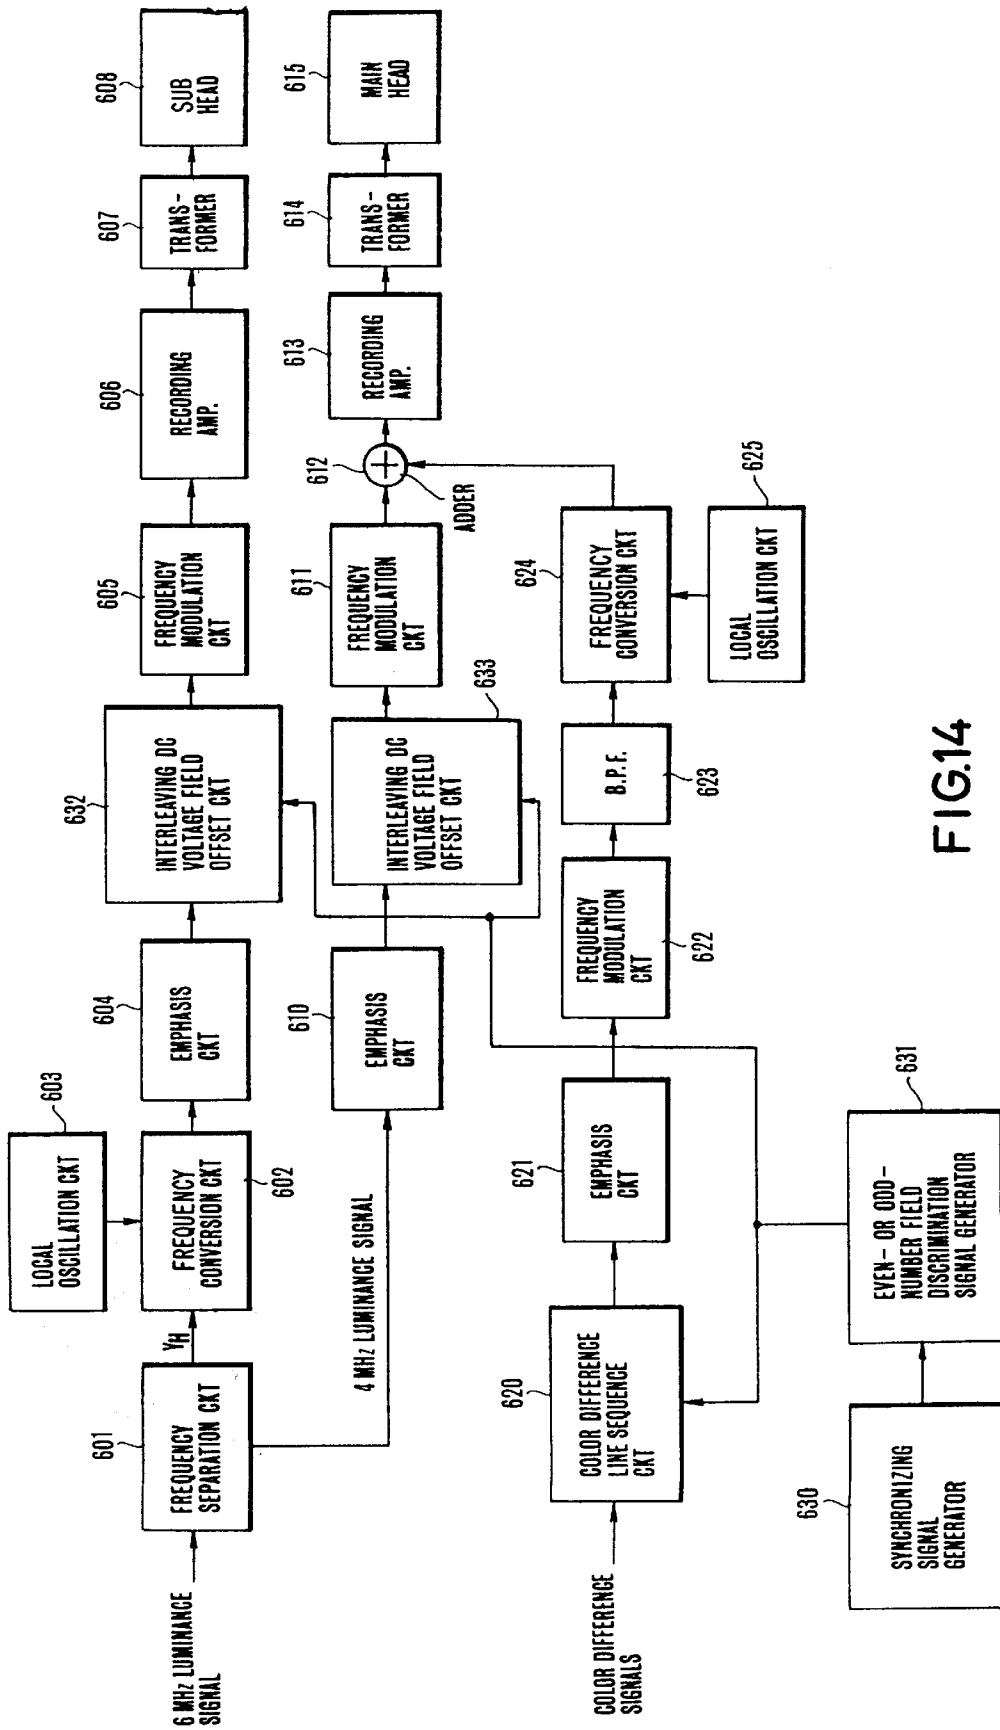 603
LOCAL
OSCILLATION CKT
6 MHz LUMINANCE
SIGNAL
601
FREQUENCY
SEPARATION CKT
YH
FREQUENCY
CONVERSION CKT
602
604
EMPHASIS
CKT
632
INTERLEAVING DC
VOLTAGE FIELD
OFFSET CKT
605
FREQUENCY
MODULATION
CKT
606
RECORDING
AMP.
607
TRANS-
FORMER
608
SUB
HEAD
4 MHz LUMINANCE SIGNAL
610
EMPHASIS
CKT
INTERLEAVING DC
VOLTAGE FIELD
OFFSET CKT
633
611
FREQUENCY
MODULATION
CKT
612
ADDER
613
RECORDING
AMP.
614
TRANS-
FORMER
615
MAIN
HEAD
COLOR DIFFERENCE
SIGNALS
620
COLOR DIFFERENCE
LINE SEQUENCE
CKT
621
EMPHASIS
CKT
FREQUENCY
MODULATION
CKT
622
B.P.F.
623
624
FREQUENCY
CONVERSION CKT
625
LOCAL
OSCILLATION CKT
630
SYNCHRONIZING
SIGNAL
GENERATOR
631
EVEN- OR ODD-
NUMBER FIELD
DISCRIMINATION
SIGNAL GENERATOR
FIG.14